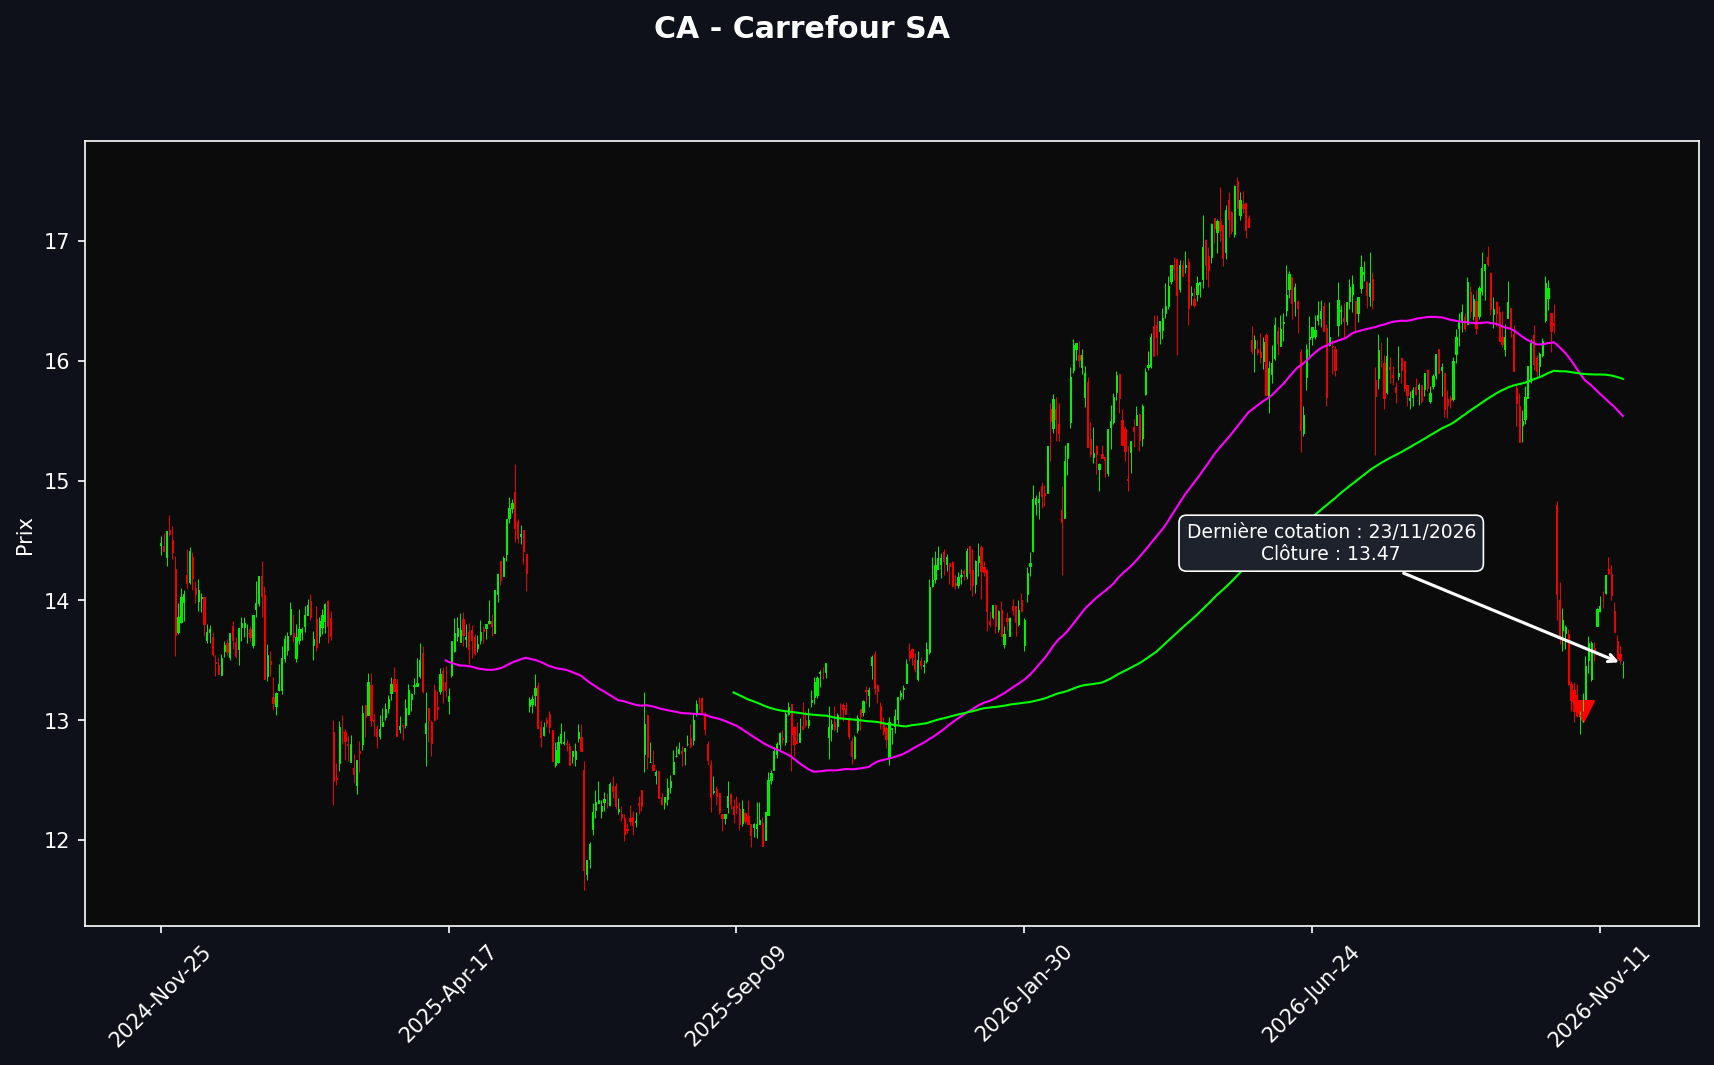 CA - Carrefour SA
Prix
17
16
15
14
13
12
Dernière cotation : 23/11/2026
Clôture : 13.47
2024-Nov-25
2025-Apr-17
2025-Sep-09
2026-Jan-30
2026-Jun-24
2026-Nov-11